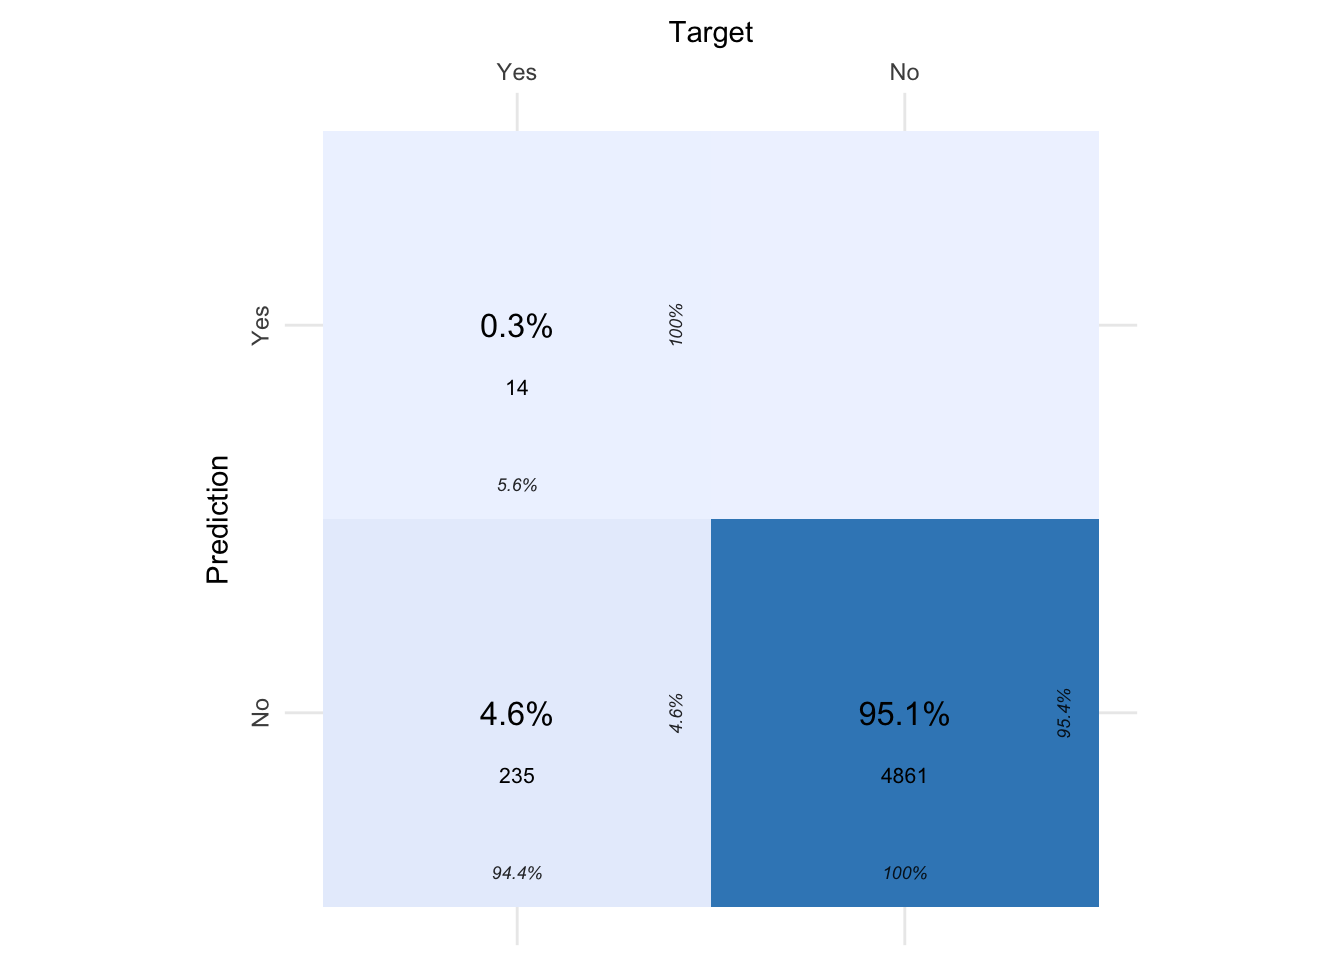 Target
Yes
No
Yes
0.3%
100%
14
5.6%
Prediction
No
4.6%
4.6%
95.1%
95.4%
235
4861
94.4%
100%